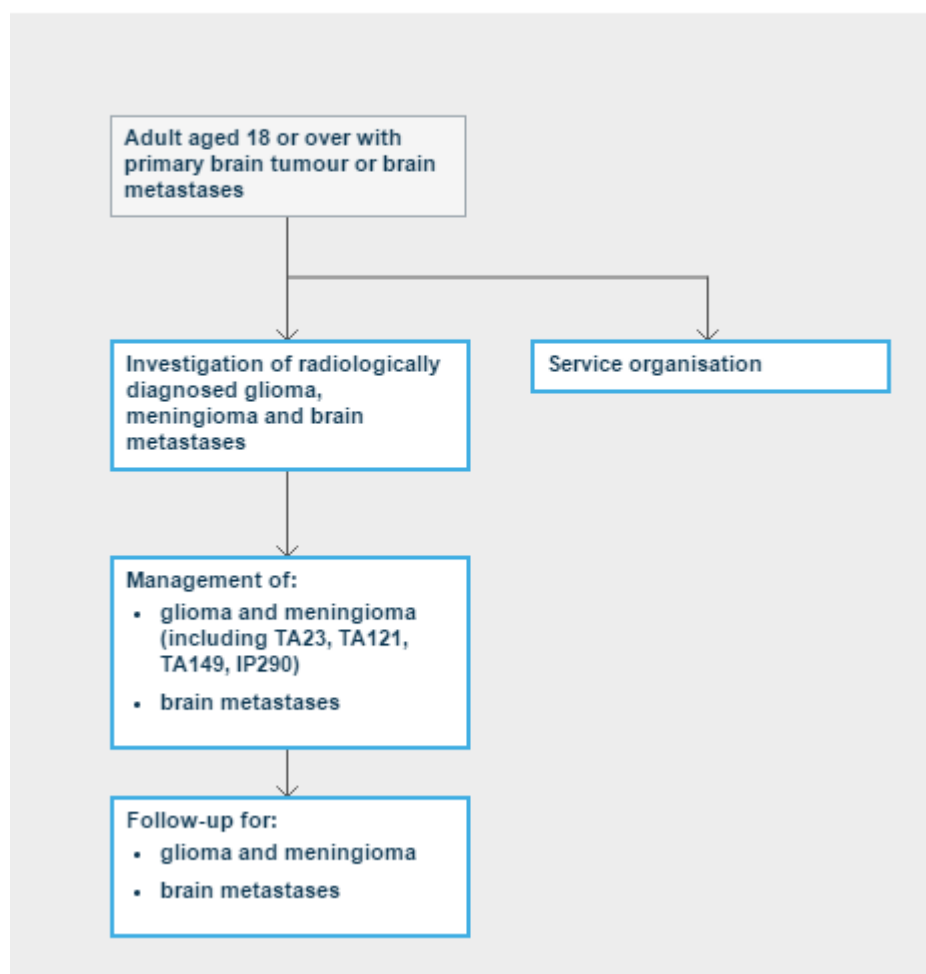 Adult aged 18 or over with
primary brain tumour or brain
metastases
Investigation of radiologically
diagnosed glioma,
meningioma and brain
metastases
Service organisation
Management of:
• glioma and meningioma
(including TA23, TA121,
TA149, IP290)
• brain metastases
Follow-up for:
• glioma and meningioma
• brain metastases